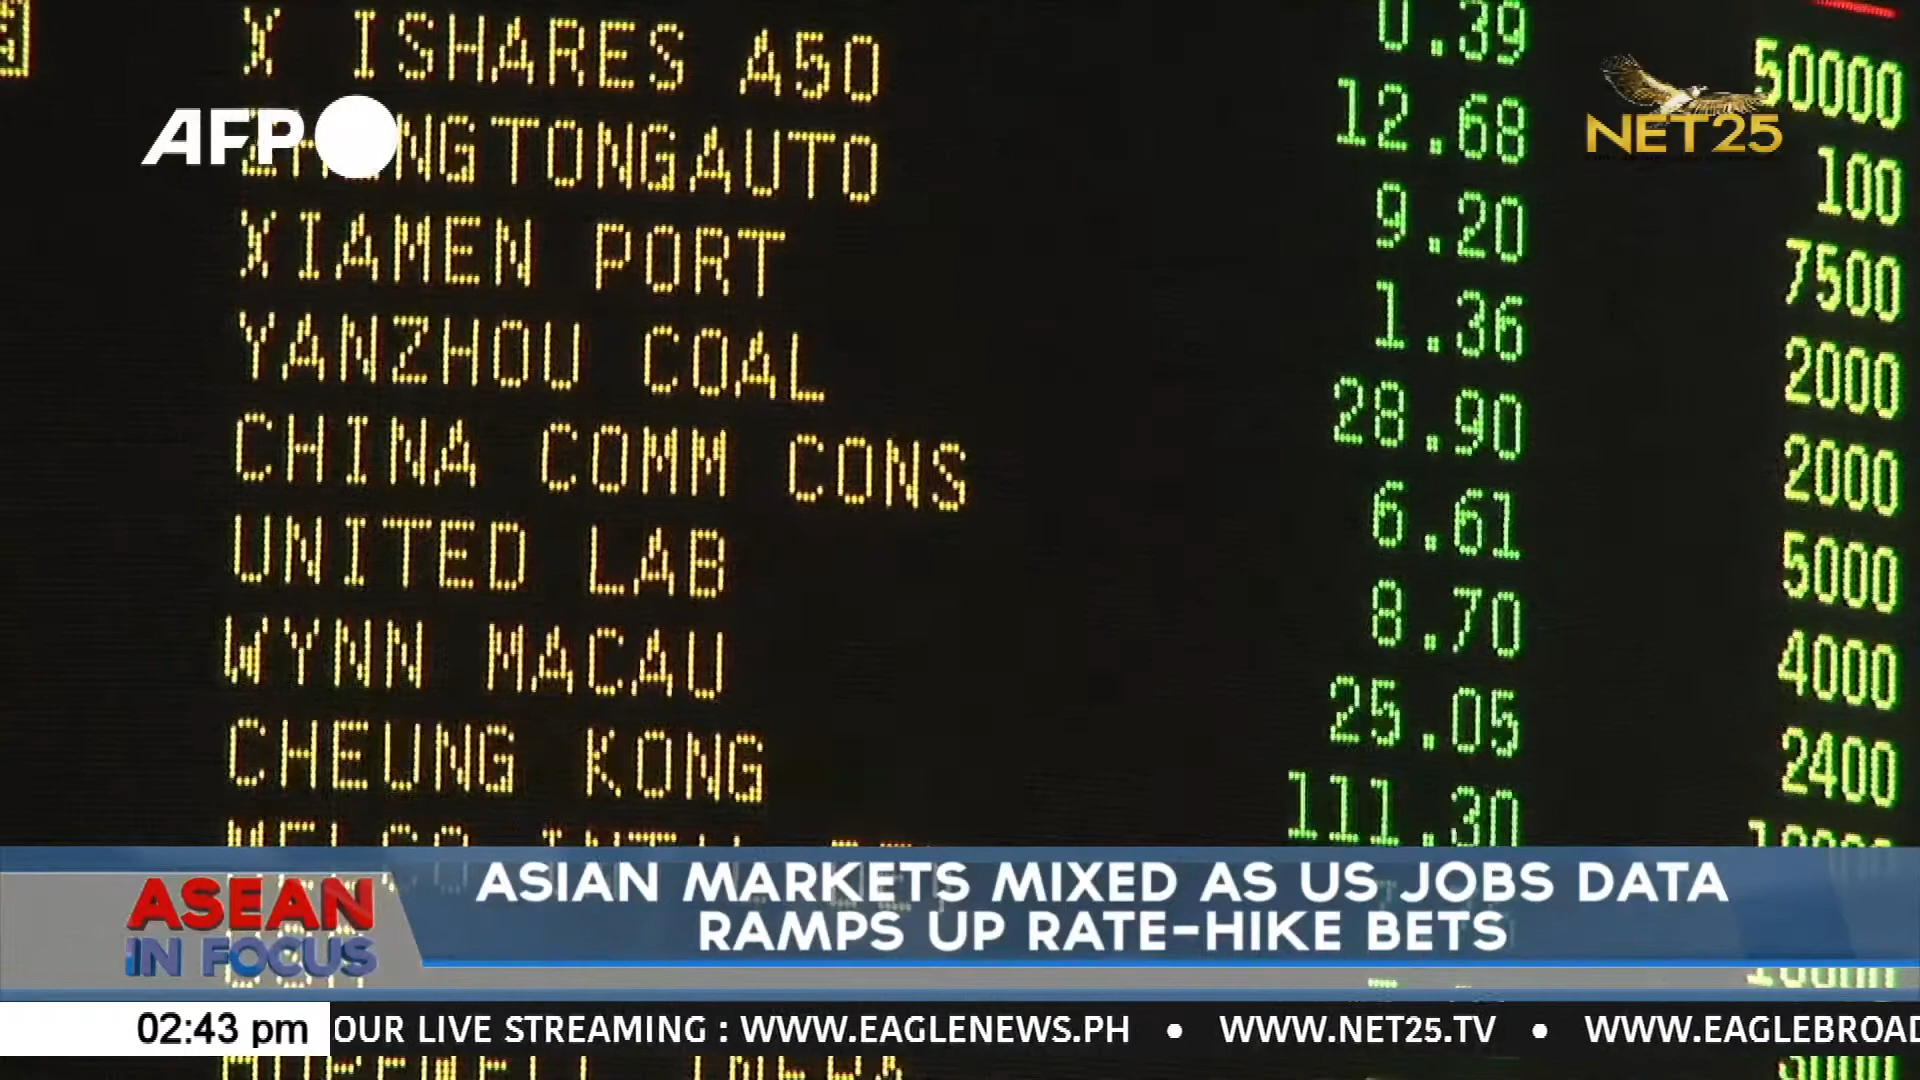 X ISHARES A50 0.39 50000
AFP
NGTONGAUTO 12.68 100
NET25
XIAMEN PORT 9.20 7500
YANZHOU COAL 1.36 2000
CHINA COMM CONS 28.90 2000
UNITED LAB 6.61 5000
WYNN MACAU 8.70 4000
CHEUNG KONG 25.05 2400
111.30
ASIAN MARKETS MIXED AS US JOBS DATA
RAMPS UP RATE-HIKE BETS
ASEAN
IN FOCUS
02:43 pm
OUR LIVE STREAMING : WWW.EAGLENEWS.PH • WWW.NET25.TV • WWW.EAGLEBROAD